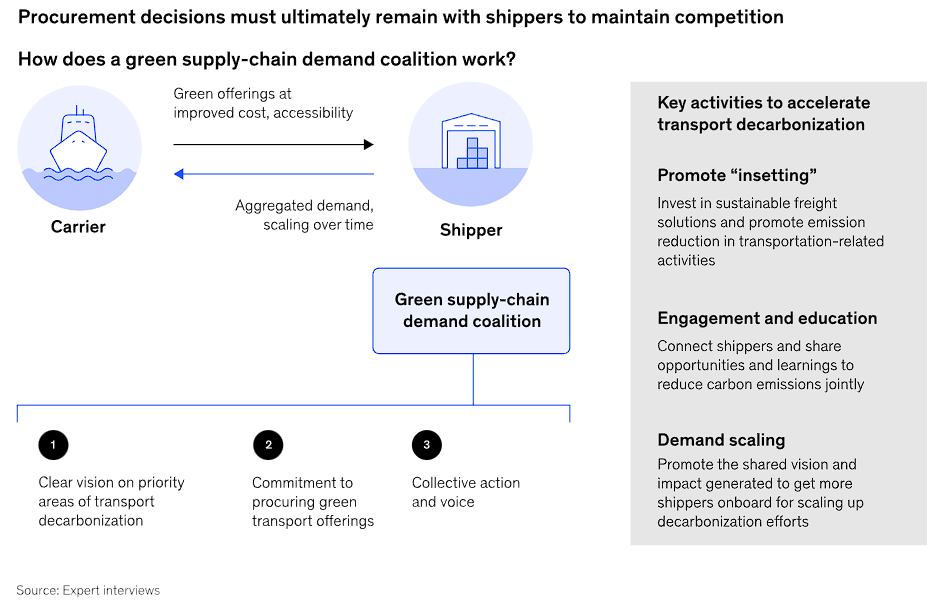 Procurement decisions must ultimately remain with shippers to maintain competition
How does a green supply-chain demand coalition work?
Green offerings at
improved cost, accessibility
Aggregated demand,
scaling over time
Carrier
Shipper
Green supply-chain
demand coalition
1
Clear vision on priority
areas of transport
decarbonization
2
Commitment to
procuring green
transport offerings
3
Collective action
and voice
Key activities to accelerate
transport decarbonization
Promote “insetting”
Invest in sustainable freight
solutions and promote emission
reduction in transportation-related
activities
Engagement and education
Connect shippers and share
opportunities and learnings to
reduce carbon emissions jointly
Demand scaling
Promote the shared vision and
impact generated to get more
shippers onboard for scaling up
decarbonization efforts
Source: Expert interviews